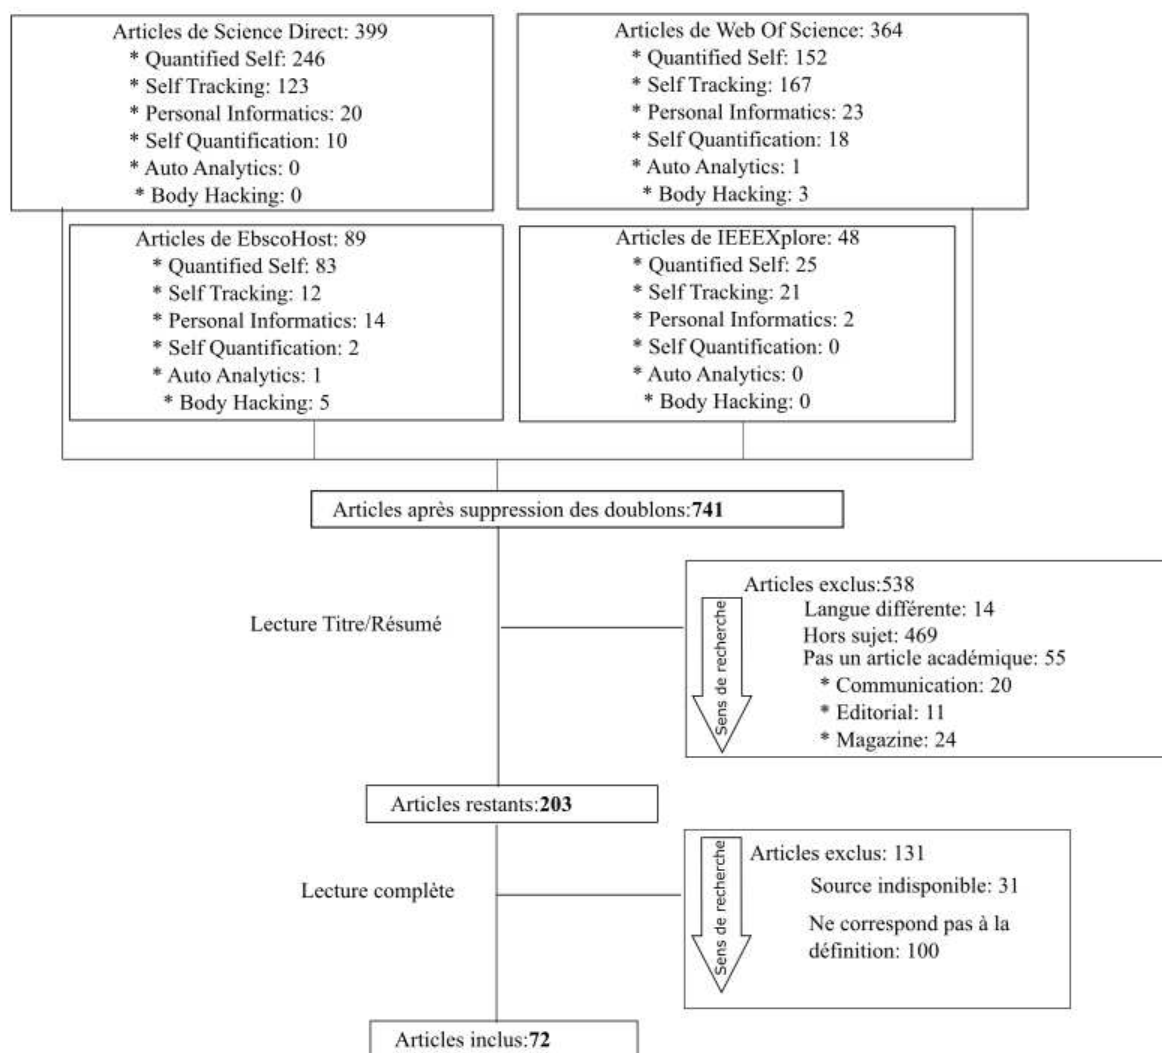 Articles de Science Direct: 399
* Quantified Self: 246
* Self Tracking: 123
* Personal Informatics: 20
* Self Quantification: 10
* Auto Analytics: 0
* Body Hacking: 0
Articles de Web Of Science: 364
* Quantified Self: 152
* Self Tracking: 167
* Personal Informatics: 23
* Self Quantification: 18
* Auto Analytics: 1
* Body Hacking: 3
Articles de EbscoHost: 89
* Quantified Self: 83
* Self Tracking: 12
* Personal Informatics: 14
* Self Quantification: 2
* Auto Analytics: 1
* Body Hacking: 5
Articles de IEEEXplore: 48
* Quantified Self: 25
* Self Tracking: 21
* Personal Informatics: 2
* Self Quantification: 0
* Auto Analytics: 0
* Body Hacking: 0
Articles après suppression des doublons:741
Lecture Titre/Résumé
Sens de recherche
Articles exclus:538
Langue différente: 14
Hors sujet: 469
Pas un article académique: 55
* Communication: 20
* Editorial: 11
* Magazine: 24
Articles restants:203
Lecture complète
Sens de recherche
Articles exclus: 131
Source indisponible: 31
Ne correspond pas à la
définition: 100
Articles inclus:72